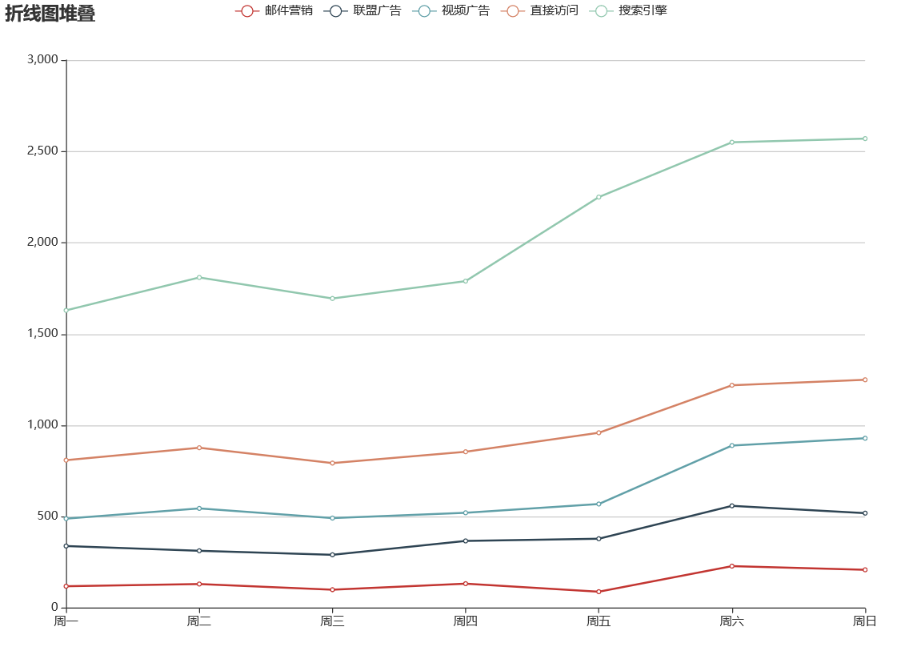 折线图堆叠
邮件营销 联盟广告 视频广告 直接访问 搜索引擎
3,000
2,500
2,000
1,500
1,000
500
0
周一 周二 周三 周四 周五 周六 周日